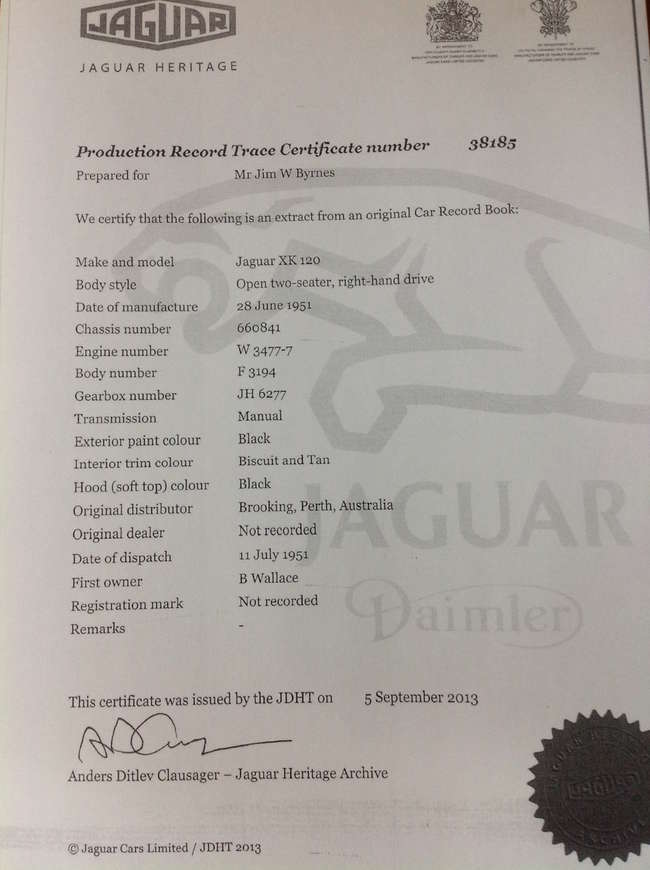 JAGUAR
JAGUAR HERITAGE
Production Record Trace Certificate number 38185
Prepared for Mr Jim W Byrnes
We certify that the following is an extract from an original Car Record Book:
Make and model Jaguar XK 120
Body style Open two-seater, right-hand drive
Date of manufacture 28 June 1951
Chassis number 660841
Engine number W 3477-7
Body number F 3194
Gearbox number JH 6277
Transmission Manual
Exterior paint colour Black
Interior trim colour Biscuit and Tan
Hood (soft top) colour Black
Original distributor Brooking, Perth, Australia
Original dealer Not recorded
Date of dispatch 11 July 1951
First owner B Wallace
Registration mark Not recorded
Remarks -
JAGUAR
Daimler
This certificate was issued by the JDHT on 5 September 2013
Anders Ditlev Clausager – Jaguar Heritage Archive
JAGUAR
© Jaguar Cars Limited / JDHT 2013